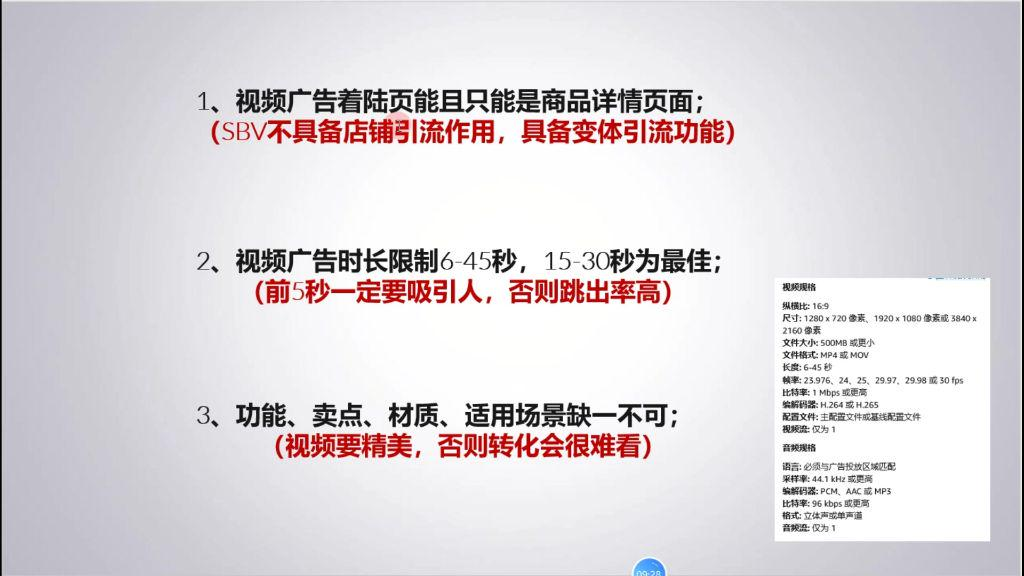 1、视频广告着陆页能且只能是商品详情页面；
（SBV不具备店铺引流作用，具备变体引流功能）
2、视频广告时长限制6-45秒，15-30秒为最佳；
（前5秒一定要吸引人，否则跳出率高）
3、功能、卖点、材质、适用场景缺一不可；
（视频要精美，否则转化会很难看）
视频规格
纵横比: 16:9
尺寸: 1280 x 720 像素、1920 x 1080 像素或 3840 x
2160 像素
文件大小: 500MB 或更小
文件格式: MP4 或 MOV
长度: 6-45 秒
帧率: 23.976、24、25、29.97、29.98 或 30 fps
比特率: 1 Mbps 或更高
编解码器: H.264 或 H.265
配置文件: 主配置文件或基线配置文件
视频流: 仅为 1
音频规格
语言: 必须与广告投放区域匹配
采样率: 44.1 kHz 或更高
编解码器: PCM、AAC 或 MP3
比特率: 96 kbps 或更高
格式: 立体声或单声道
音频流: 仅为 1
09:28